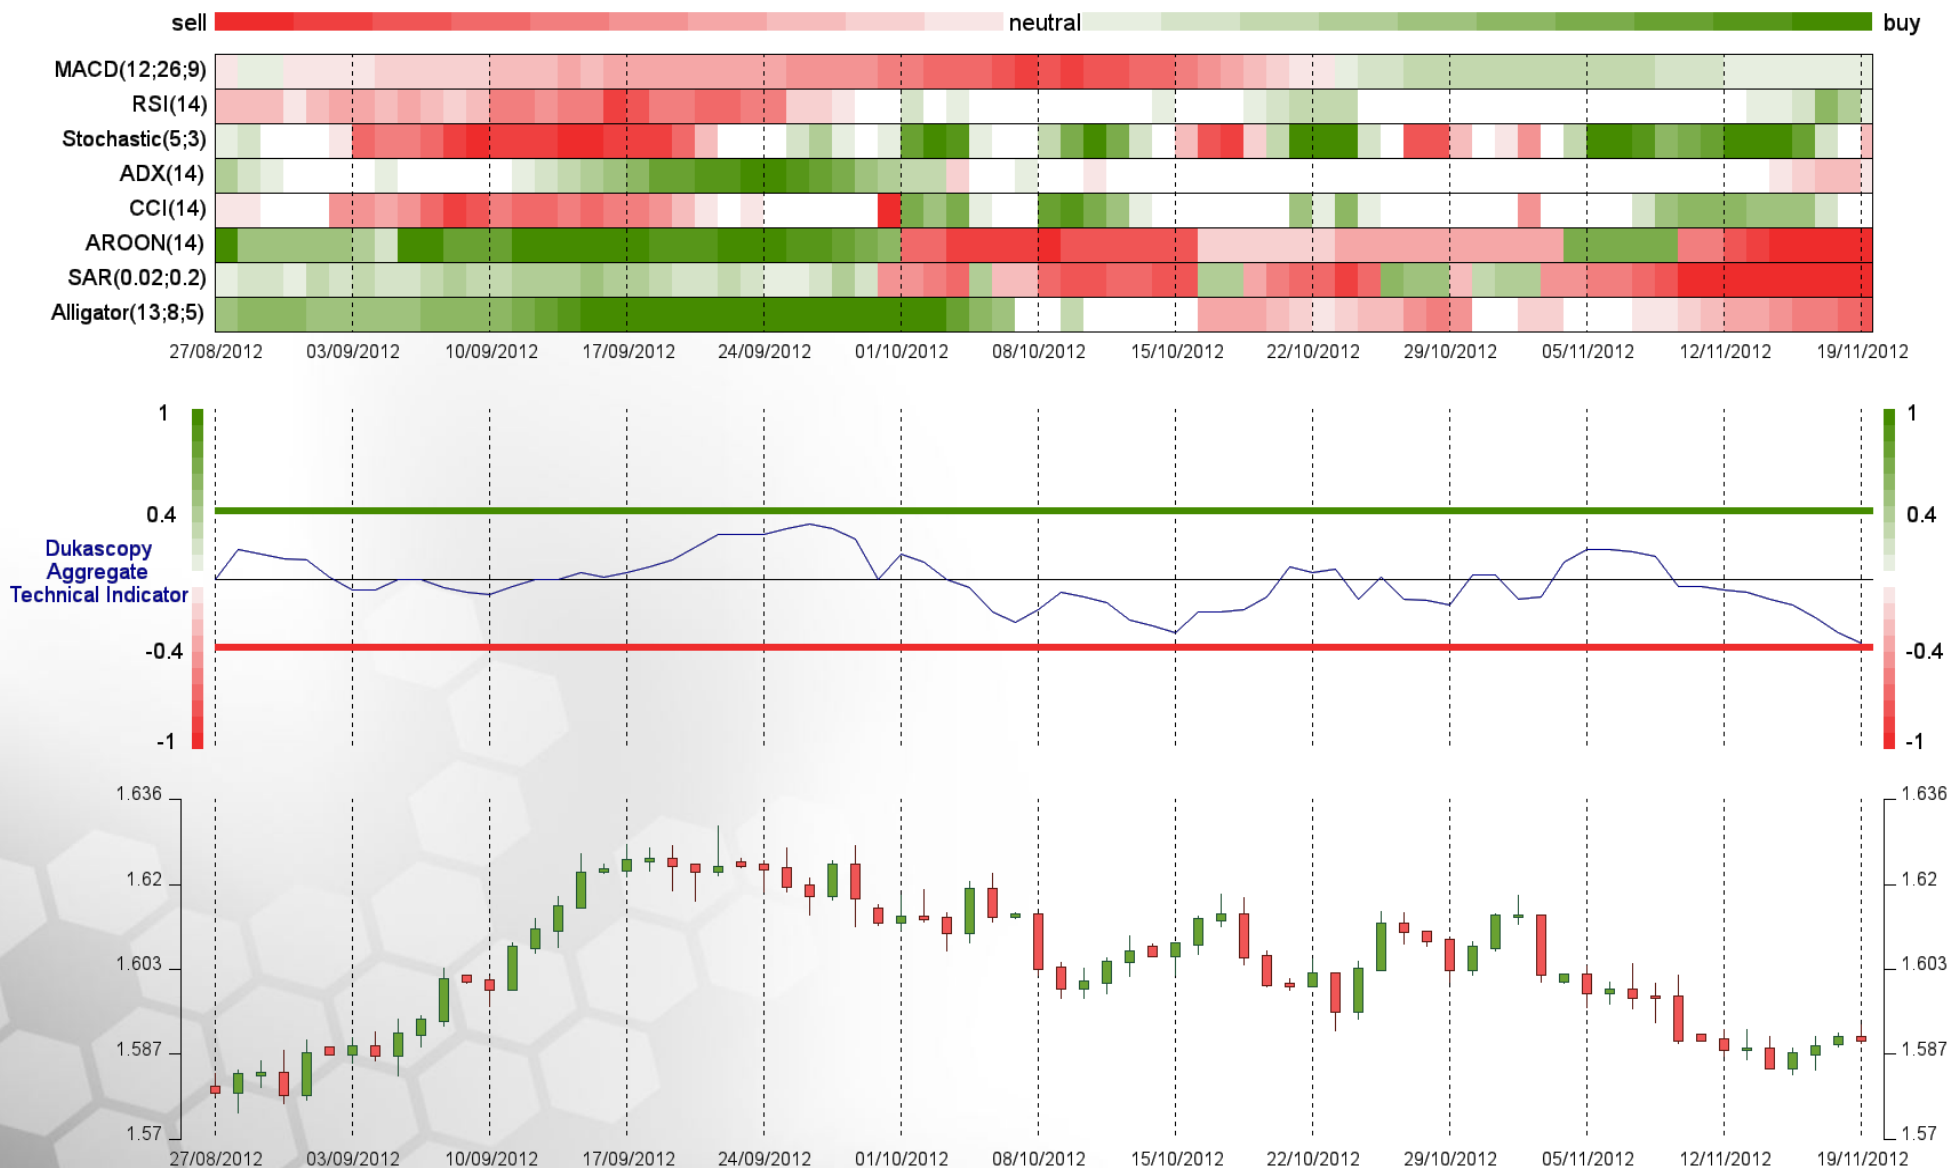 sell neutral buy
MACD(12;26;9)
RSI(14)
Stochastic(5;3)
ADX(14)
CCI(14)
AROON(14)
SAR(0.02;0.2)
Alligator(13;8;5)
27/08/2012 03/09/2012 10/09/2012 17/09/2012 24/09/2012 01/10/2012 08/10/2012 15/10/2012 22/10/2012 29/10/2012 05/11/2012 12/11/2012 19/11/2012
1 1
0.4 0.4
Dukascopy
Aggregate
Technical Indicator
-0.4 -0.4
-1 -1
1.636 1.636
1.62 1.62
1.603 1.603
1.587 1.587
1.57 1.57
27/08/2012 03/09/2012 10/09/2012 17/09/2012 24/09/2012 01/10/2012 08/10/2012 15/10/2012 22/10/2012 29/10/2012 05/11/2012 12/11/2012 19/11/2012